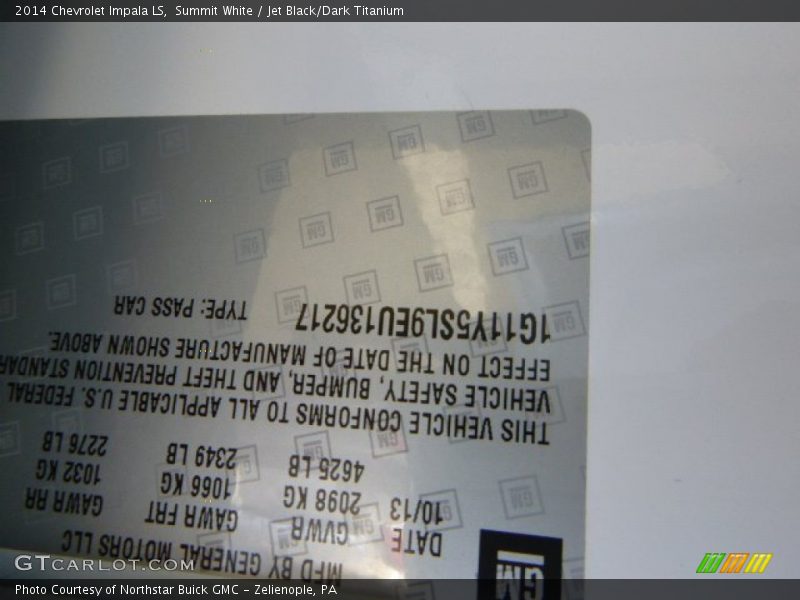 2014 Chevrolet Impala LS,  Summit White / Jet Black/Dark Titanium
MFD BY GENERAL MOTORS LLC
DATE GVWR GAWR FRT GAWR RR
10/13 2098 KG 1066 KG 1032 KG
4625 LB 2349 LB 2276 LB
THIS VEHICLE CONFORMS TO ALL APPLICABLE U.S. FEDERAL
VEHICLE SAFETY, BUMPER, AND THEFT PREVENTION STANDAR
EFFECT ON THE DATE OF MANUFACTURE SHOWN ABOVE.
1G11Y5SL9EU136217 TYPE: PASS CAR
GM
GTCARLOT.COM
Photo Courtesy of Northstar Buick GMC - Zelienople, PA